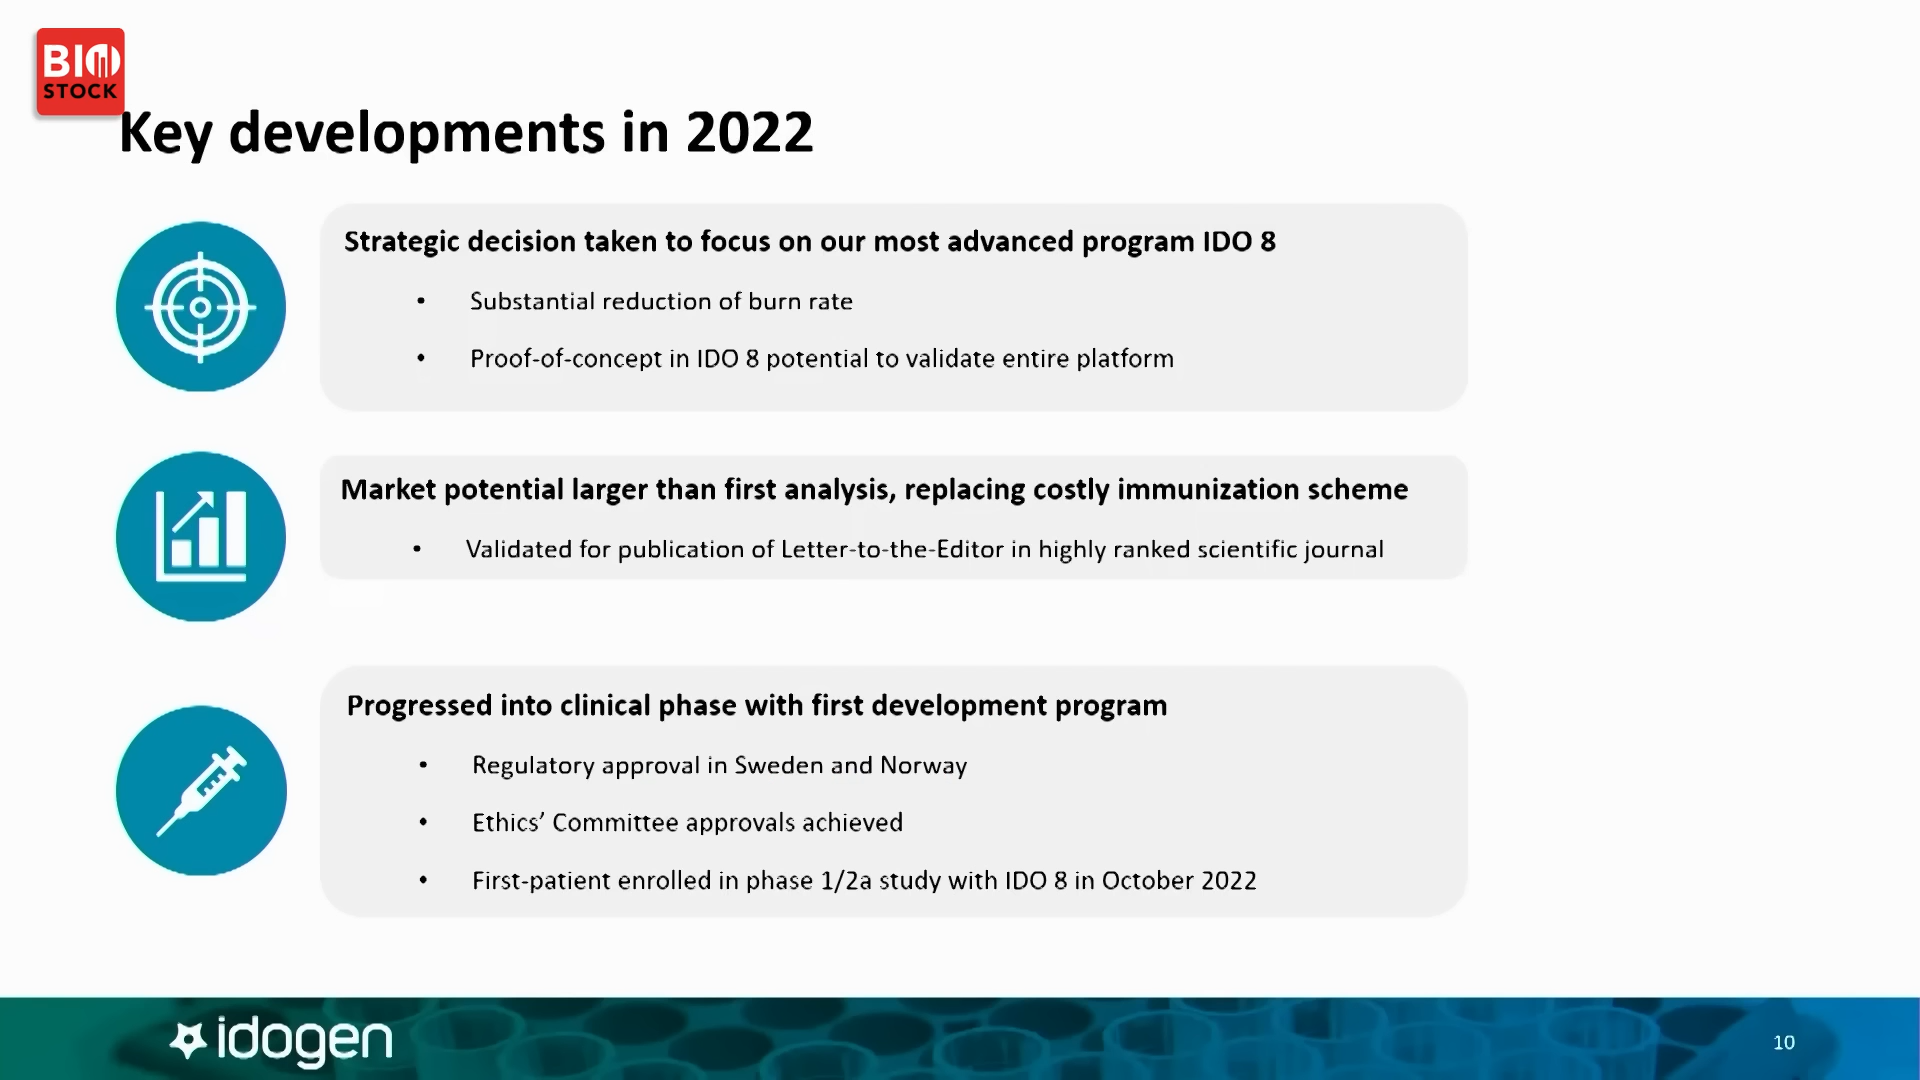 BIO
STOCK
Key developments in 2022
Strategic decision taken to focus on our most advanced program IDO 8
• Substantial reduction of burn rate
• Proof-of-concept in IDO 8 potential to validate entire platform
Market potential larger than first analysis, replacing costly immunization scheme
• Validated for publication of Letter-to-the-Editor in highly ranked scientific journal
Progressed into clinical phase with first development program
• Regulatory approval in Sweden and Norway
• Ethics’ Committee approvals achieved
• First-patient enrolled in phase 1/2a study with IDO 8 in October 2022
idogen
10